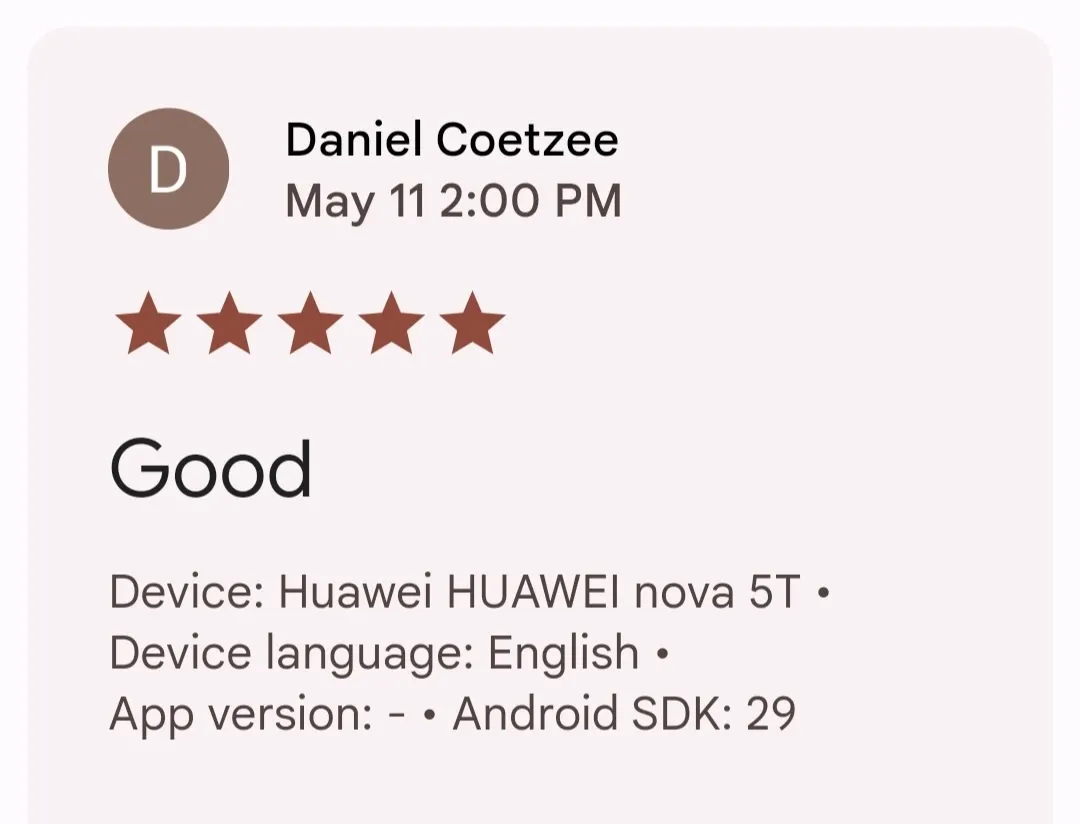 D
Daniel Coetzee
May 11 2:00 PM
Good
Device: Huawei HUAWEI nova 5T •
Device language: English •
App version: - • Android SDK: 29